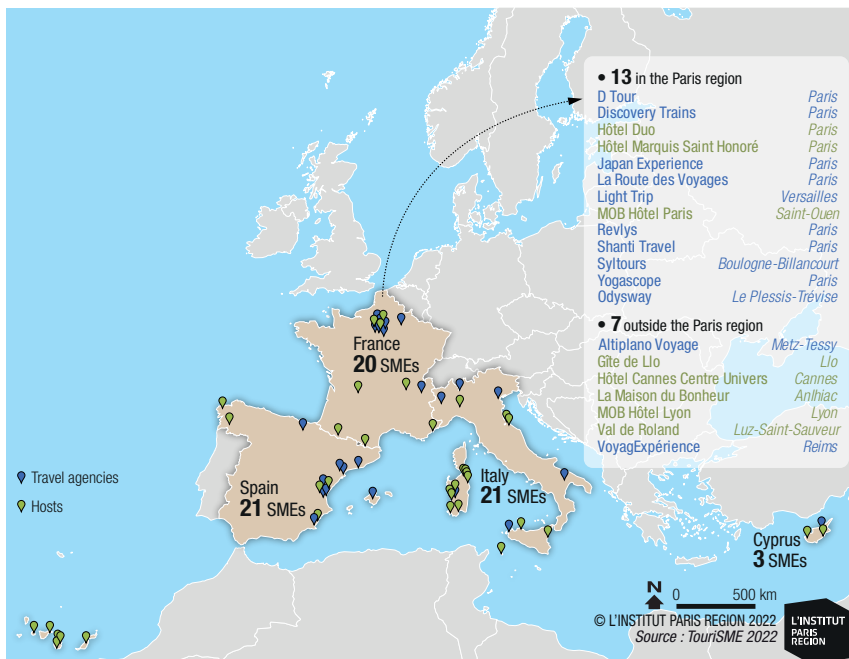 • 13 in the Paris region
D Tour Paris
Discovery Trains Paris
Hôtel Duo Paris
Hôtel Marquis Saint Honoré Paris
Japan Experience Paris
La Route des Voyages Paris
Light Trip Versailles
MOB Hôtel Paris Saint-Ouen
Revlys Paris
Shanti Travel Paris
Syltours Boulogne-Billancourt
Yogascope Paris
Odysway Le Plessis-Trévise
• 7 outside the Paris region
Altiplano Voyage Metz-Tessy
Gîte de Llo Llo
Hôtel Cannes Centre Univers Cannes
La Maison du Bonheur Anlhiac
MOB Hôtel Lyon Lyon
Val de Roland Luz-Saint-Sauveur
VoyagExpérience Reims
France
20 SMEs
Travel agencies
Hosts
Spain
21 SMEs
Italy
21 SMEs
Cyprus
3 SMEs
N
0 500 km
© L'INSTITUT PARIS REGION 2022
Source : TouriSME 2022
L'INSTITUT
PARIS
REGION